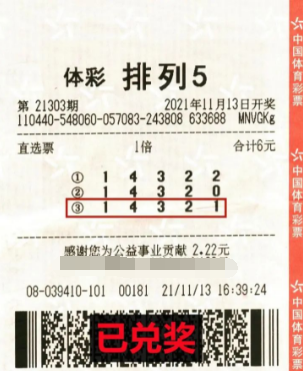 体彩 排列5
第 21303期 2021年11月13日开奖
110440-548060-057083-243808 633688 MNVGKg
直选票 1倍 合计6元
① 1 4 3 2 2
② 1 4 3 2 0
③ 1 4 3 2 1
感谢您为公益事业贡献 2.22元
08-039410-101 00181 21/11/13 16:39:24
已兑奖
中国体育彩票
中国体育彩票
中国体育彩票